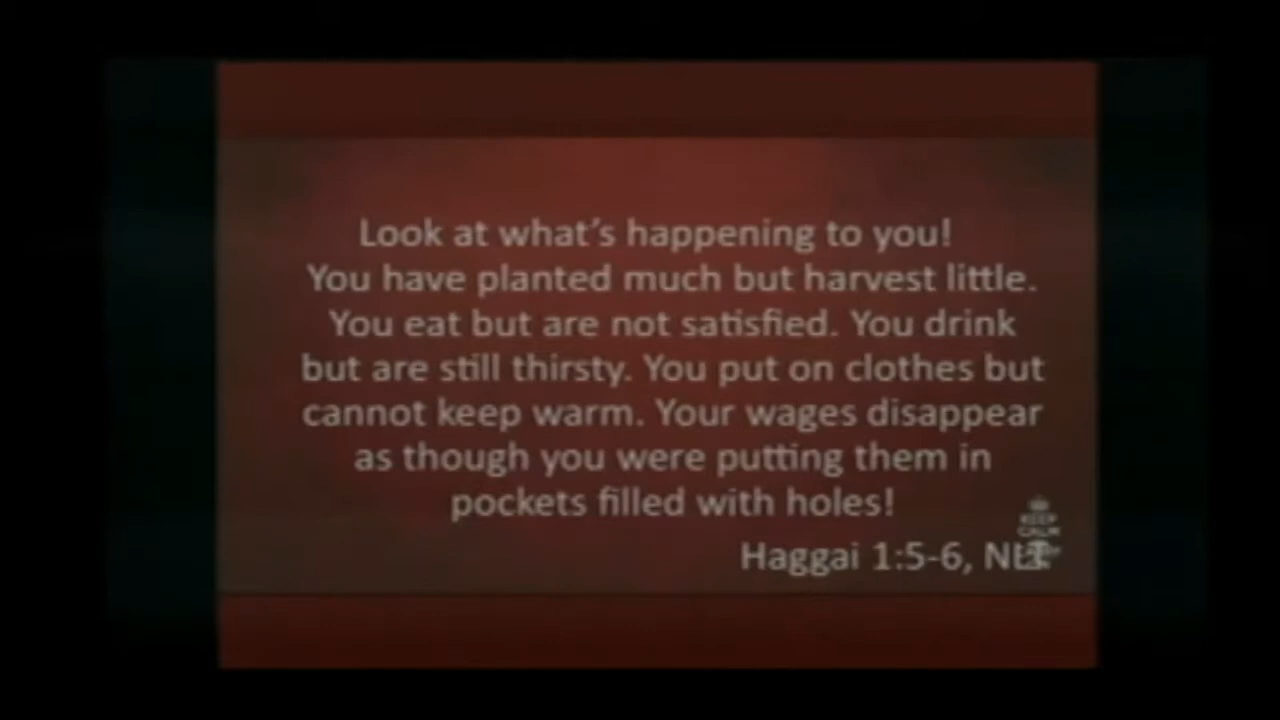 Look at what's happening to you!
You have planted much but harvest little.
You eat but are not satisfied. You drink
but are still thirsty. You put on clothes but
cannot keep warm. Your wages disappear
as though you were putting them in
pockets filled with holes!
Haggai 1:5-6, NLT
KEEP
CALM